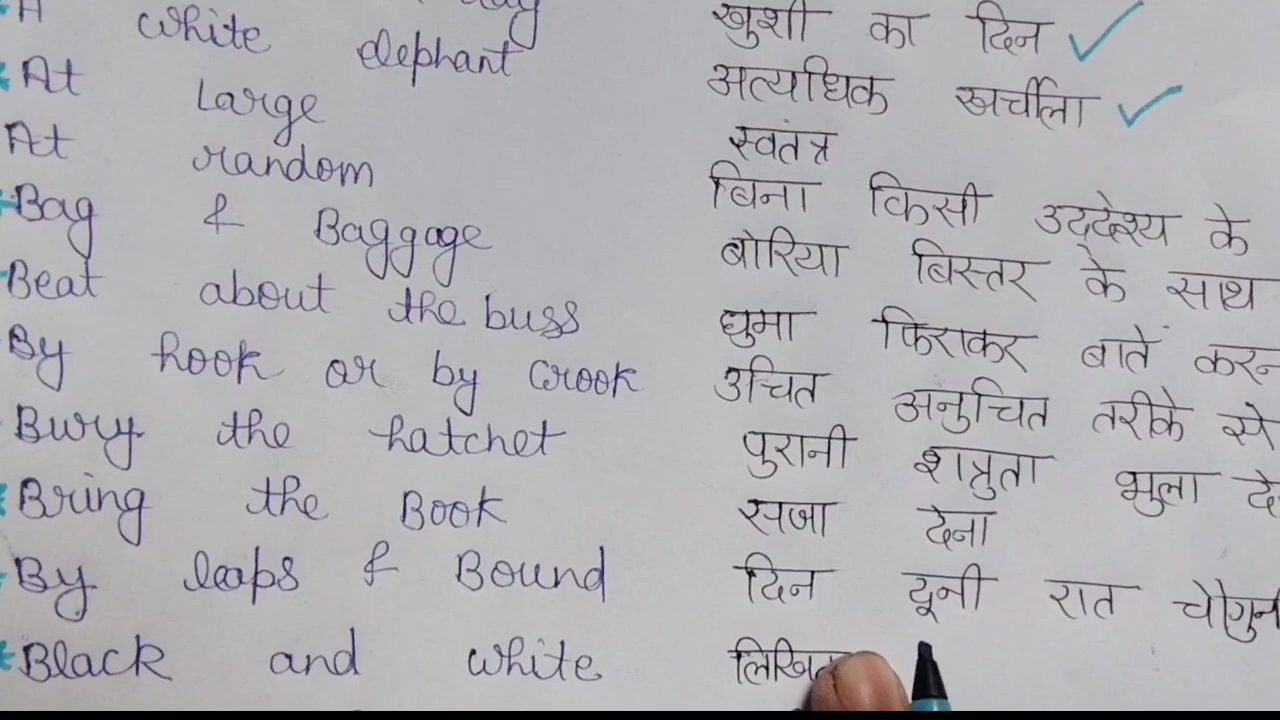 day खुशी का दिन
A white elephant अत्यधिक खर्चीला
At Large स्वतंत्र
At random बिना किसी उद्देश्य के
Bag & Baggage बोरिया बिस्तर के साथ
Beat about the buss घुमा फिराकर बातें करन
By hook or by crook उचित अनुचित तरीके से
Bury the hatchet पुरानी शत्रुता भुला दे
Bring the Book सजा देना
By leaps & Bound दिन दूनी रात चौगुन
Black and white लिखित